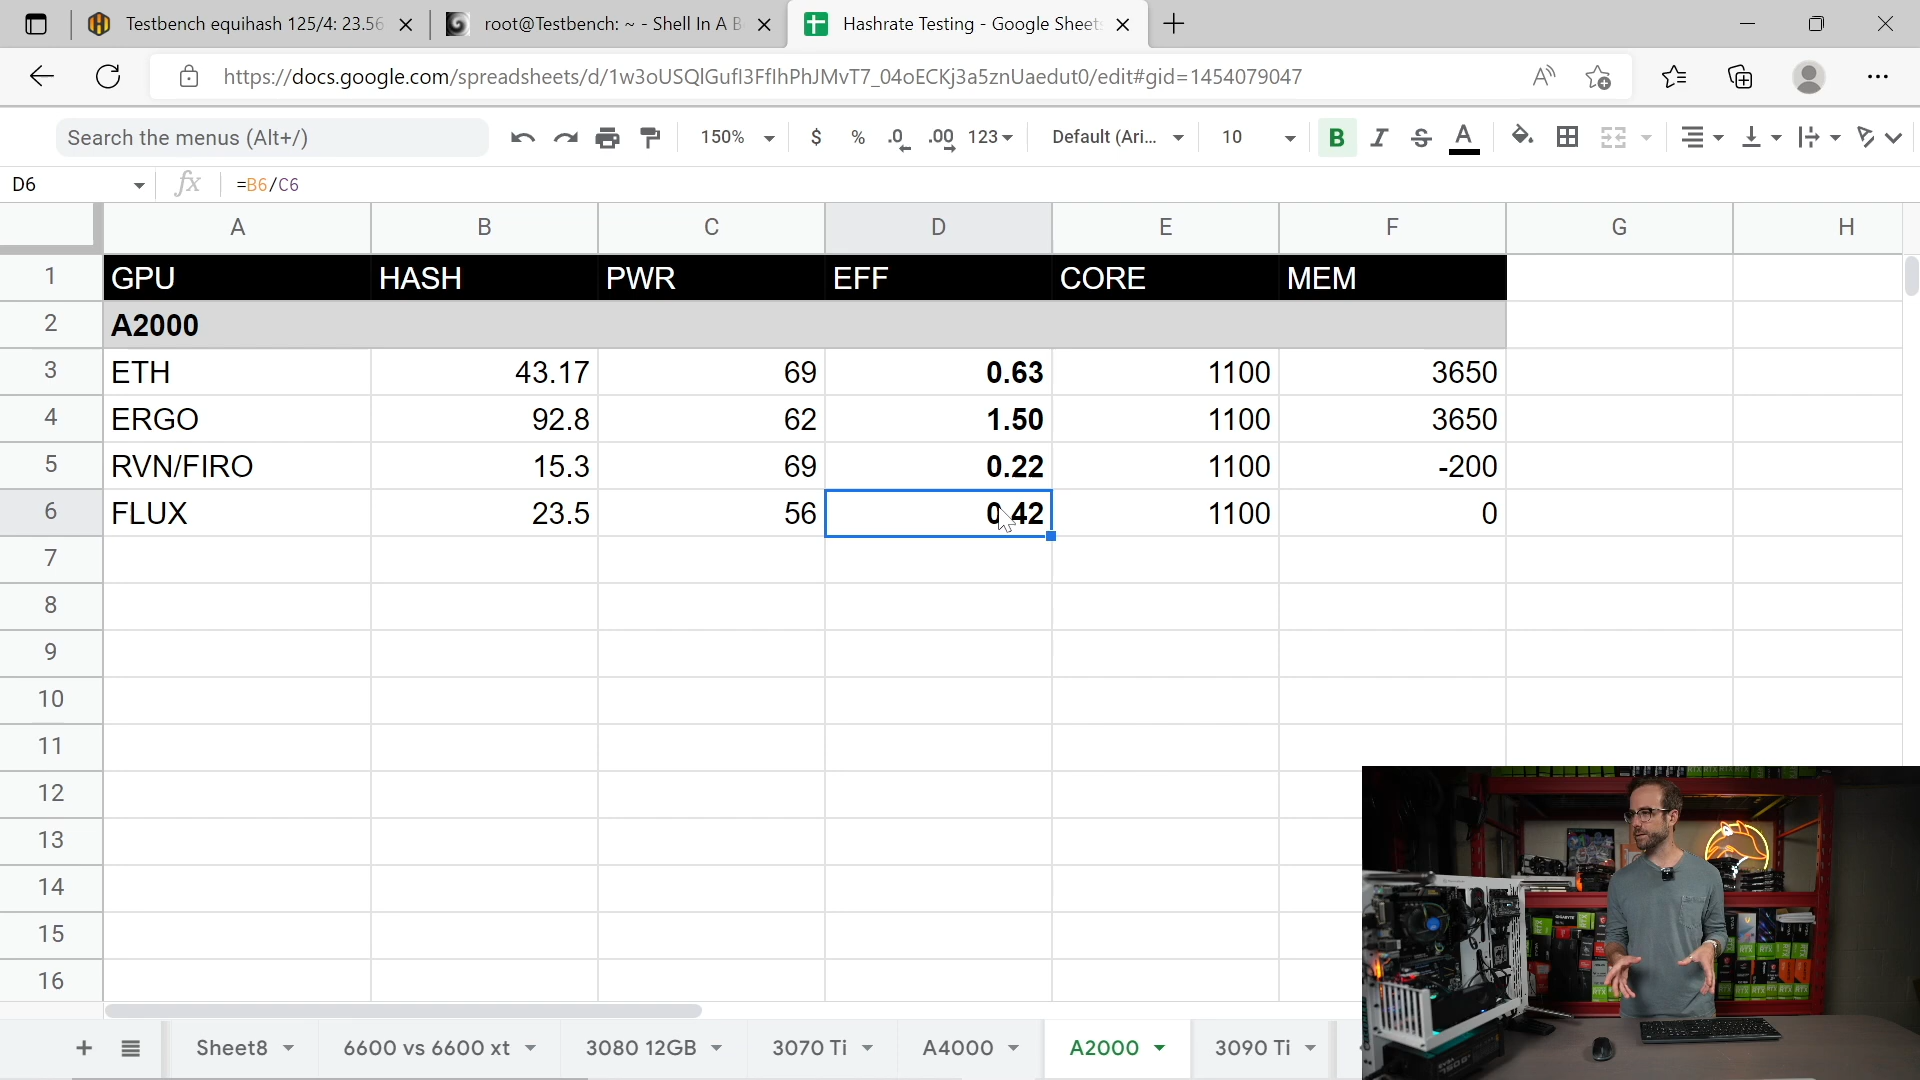 Testbench equihash 125/4: 23.56
root@Testbench: ~ - Shell In A B
Hashrate Testing - Google Sheets
https://docs.google.com/spreadsheets/d/1w3oUSQlGufl3FflhPhJMvT7_04oECKj3a5znUaedut0/edit#gid=1454079047
Search the menus (Alt+/)
150%
$
%
.0
.00
123
Default (Ari...
10
B
I
S
A
D6
fx
=B6/C6
A B C D E F G H
1 GPU HASH PWR EFF CORE MEM
2 A2000
3 ETH 43.17 69 0.63 1100 3650
4 ERGO 92.8 62 1.50 1100 3650
5 RVN/FIRO 15.3 69 0.22 1100 -200
6 FLUX 23.5 56 0.42 1100 0
7
8
9
10
11
12
13
14
15
16
+ Sheet8 6600 vs 6600 xt 3080 12GB 3070 Ti A4000 A2000 3090 Ti